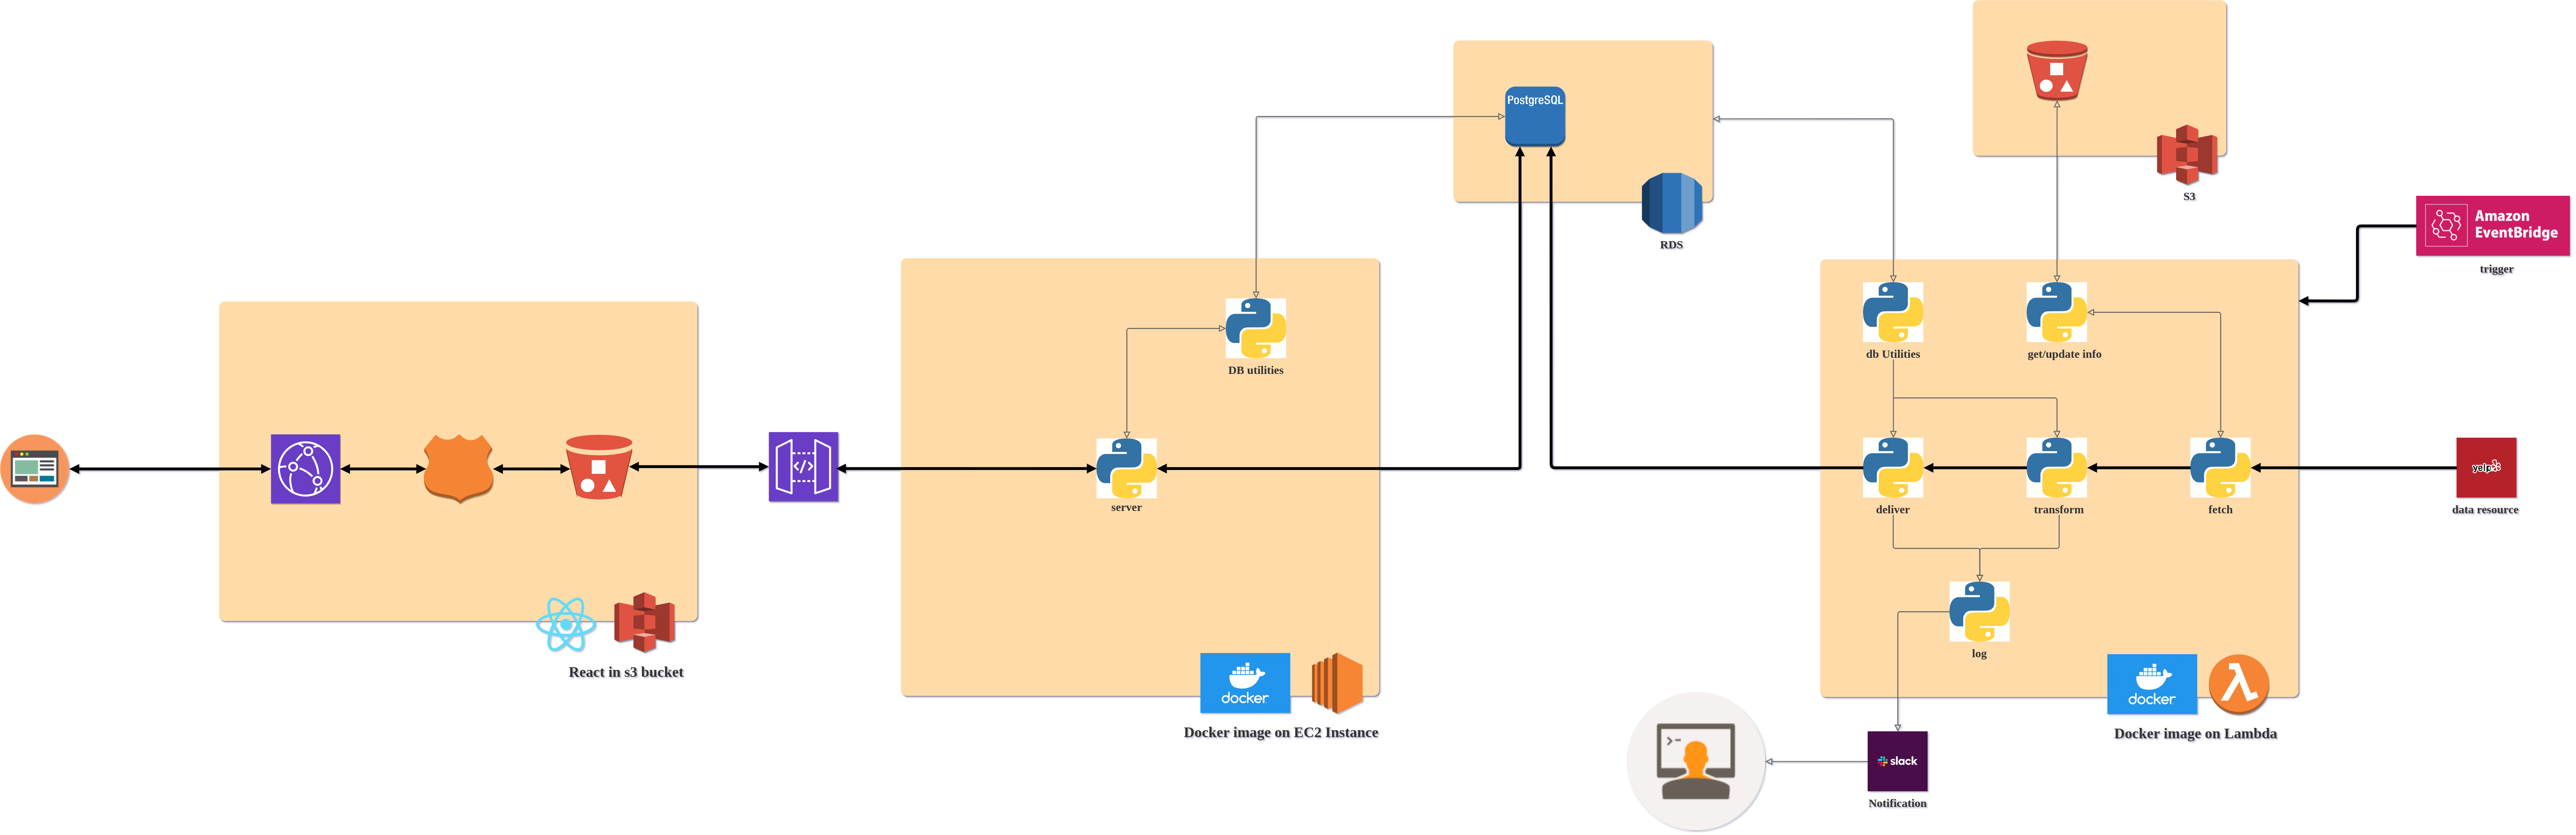 PostgreSQL
RDS
S3
Amazon
EventBridge
trigger
DB utilities
db Utilities
get/update info
</>
server
deliver
transform
fetch
yelp
data resource
log
React in s3 bucket
docker
Docker image on EC2 Instance
docker
Docker image on Lambda
>-
slack
Notification